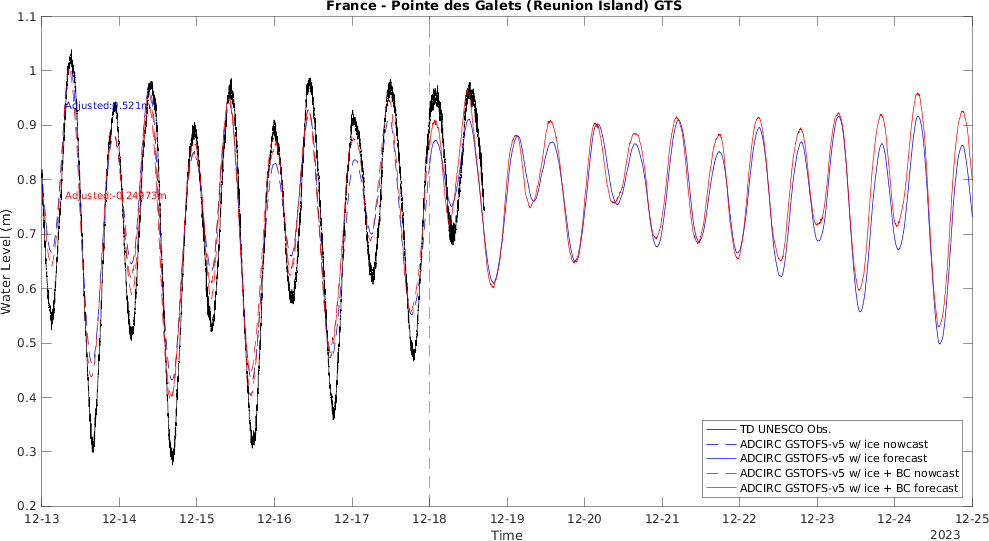 France - Pointe des Galets (Reunion Island) GTS
1.1
1
0.9
0.8
0.7
0.6
0.5
0.4
0.3
0.2
Water Level (m)
Adjusted:0.521m
Adjusted:-0.24973m
TD UNESCO Obs.
ADCIRC GSTOFS-v5 w/ ice nowcast
ADCIRC GSTOFS-v5 w/ ice forecast
ADCIRC GSTOFS-v5 w/ ice + BC nowcast
ADCIRC GSTOFS-v5 w/ ice + BC forecast
12-13 12-14 12-15 12-16 12-17 12-18 12-19 12-20 12-21 12-22 12-23 12-24 12-25
Time
2023